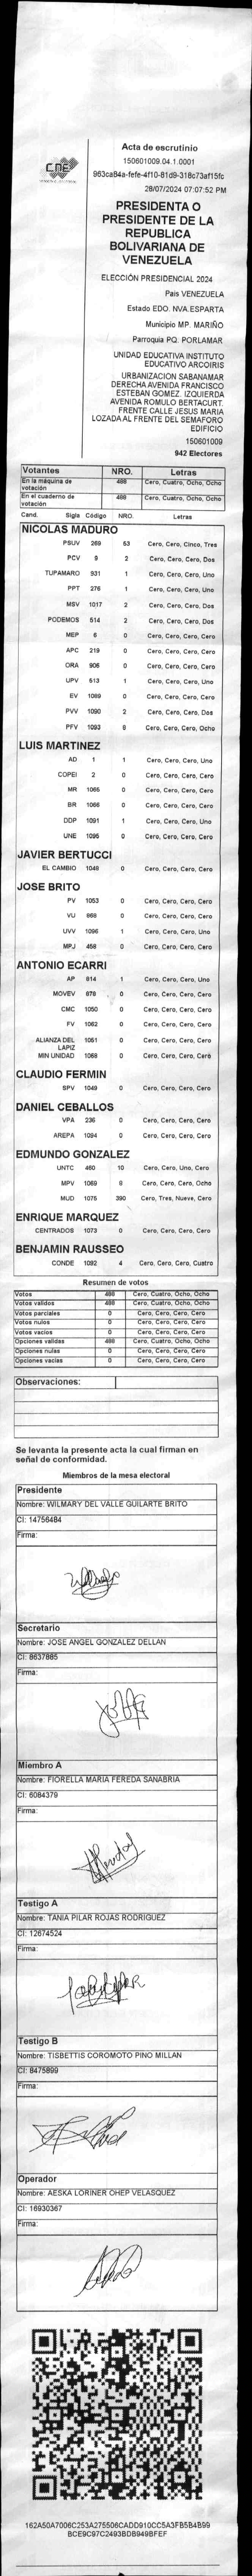 CNE
Acta de escrutinio
150601009.04.1.0001
963ca84a-fefe-4f10-81d9-318c73af15fc
28/07/2024 07:07:52 PM
PRESIDENTA O
PRESIDENTE DE LA
REPUBLICA
BOLIVARIANA DE
VENEZUELA
ELECCIÓN PRESIDENCIAL 2024
País VENEZUELA
Estado EDO. NVA.ESPARTA
Municipio MP. MARIÑO
Parroquia PQ. PORLAMAR
UNIDAD EDUCATIVA INSTITUTO
EDUCATIVO ARCOIRIS
URBANIZACION SABANAMAR
DERECHA AVENIDA FRANCISCO
ESTEBAN GOMEZ. IZQUIERDA
AVENIDA ROMULO BERTACURT.
FRENTE CALLE JESUS MARIA
LOZADA AL FRENTE DEL SEMAFORO
EDIFICIO
150601009
942 Electores
Votantes NRO. Letras
En la máquina de votación 488 Cero, Cuatro, Ocho, Ocho
En el cuaderno de votación 488 Cero, Cuatro, Ocho, Ocho
Cand. Sigla Código NRO. Letras
NICOLAS MADURO
PSUV 269 53 Cero, Cero, Cinco, Tres
PCV 9 2 Cero, Cero, Cero, Dos
TUPAMARO 931 1 Cero, Cero, Cero, Uno
PPT 276 1 Cero, Cero, Cero, Uno
MSV 1017 2 Cero, Cero, Cero, Dos
PODEMOS 514 2 Cero, Cero, Cero, Dos
MEP 6 0 Cero, Cero, Cero, Cero
APC 219 0 Cero, Cero, Cero, Cero
ORA 906 0 Cero, Cero, Cero, Cero
UPV 513 1 Cero, Cero, Cero, Uno
EV 1089 0 Cero, Cero, Cero, Cero
PVV 1090 2 Cero, Cero, Cero, Dos
PFV 1093 8 Cero, Cero, Cero, Ocho
LUIS MARTINEZ
AD 1 1 Cero, Cero, Cero, Uno
COPEI 2 0 Cero, Cero, Cero, Cero
MR 1065 0 Cero, Cero, Cero, Cero
BR 1066 0 Cero, Cero, Cero, Cero
DDP 1091 1 Cero, Cero, Cero, Uno
UNE 1095 0 Cero, Cero, Cero, Cero
JAVIER BERTUCCI
EL CAMBIO 1048 0 Cero, Cero, Cero, Cero
JOSE BRITO
PV 1053 0 Cero, Cero, Cero, Cero
VU 868 0 Cero, Cero, Cero, Cero
UVV 1096 1 Cero, Cero, Cero, Uno
MPJ 458 0 Cero, Cero, Cero, Cero
ANTONIO ECARRI
AP 814 1 Cero, Cero, Cero, Uno
MOVEV 878 0 Cero, Cero, Cero, Cero
CMC 1050 0 Cero, Cero, Cero, Cero
FV 1062 0 Cero, Cero, Cero, Cero
ALIANZA DEL LAPIZ 1061 0 Cero, Cero, Cero, Cero
MIN UNIDAD 1068 0 Cero, Cero, Cero, Cero
CLAUDIO FERMIN
SPV 1049 0 Cero, Cero, Cero, Cero
DANIEL CEBALLOS
VPA 236 0 Cero, Cero, Cero, Cero
AREPA 1094 0 Cero, Cero, Cero, Cero
EDMUNDO GONZALEZ
UNTC 460 10 Cero, Cero, Uno, Cero
MPV 1069 8 Cero, Cero, Cero, Ocho
MUD 1075 390 Cero, Tres, Nueve, Cero
ENRIQUE MARQUEZ
CENTRADOS 1073 0 Cero, Cero, Cero, Cero
BENJAMIN RAUSSEO
CONDE 1092 4 Cero, Cero, Cero, Cuatro
Resumen de votos
Votos 488 Cero, Cuatro, Ocho, Ocho
Votos validos 488 Cero, Cuatro, Ocho, Ocho
Votos parciales 0 Cero, Cero, Cero, Cero
Votos nulos 0 Cero, Cero, Cero, Cero
Votos vacios 0 Cero, Cero, Cero, Cero
Opciones validas 488 Cero, Cuatro, Ocho, Ocho
Opciones nulas 0 Cero, Cero, Cero, Cero
Opciones vacias 0 Cero, Cero, Cero, Cero
Observaciones:
Se levanta la presente acta la cual firman en
señal de conformidad.
Miembros de la mesa electoral
Presidente
Nombre: WILMARY DEL VALLE GUILARTE BRITO
CI: 14756484
Firma:
Secretario
Nombre: JOSE ANGEL GONZALEZ DELLAN
CI: 8637885
Firma:
Miembro A
Nombre: FIORELLA MARIA FEREDA SANABRIA
CI: 6084379
Firma:
Testigo A
Nombre: TANIA PILAR ROJAS RODRIGUEZ
CI: 12674524
Firma:
Testigo B
Nombre: TISBETTIS COROMOTO PINO MILLAN
CI: 8475899
Firma:
Operador
Nombre: AESKA LORINER OHEP VELASQUEZ
CI: 16930367
Firma:
162A50A7006C253A275506CADD910CC5A3FB5B4B99
BCE9C97C2493BDB949BFEF